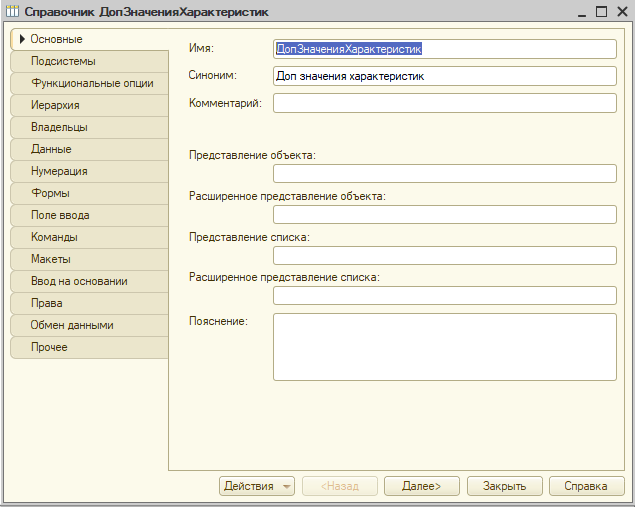 Справочник ДопЗначенияХарактеристик
Основные
Подсистемы
Функциональные опции
Иерархия
Владельцы
Данные
Нумерация
Формы
Поле ввода
Команды
Макеты
Ввод на основании
Права
Обмен данными
Прочее
Имя: ДопЗначенияХарактеристик
Синоним: Доп значения характеристик
Комментарий:
Представление объекта:
Расширенное представление объекта:
Представление списка:
Расширенное представление списка:
Пояснение:
Действия <Назад Далее> Закрыть Справка